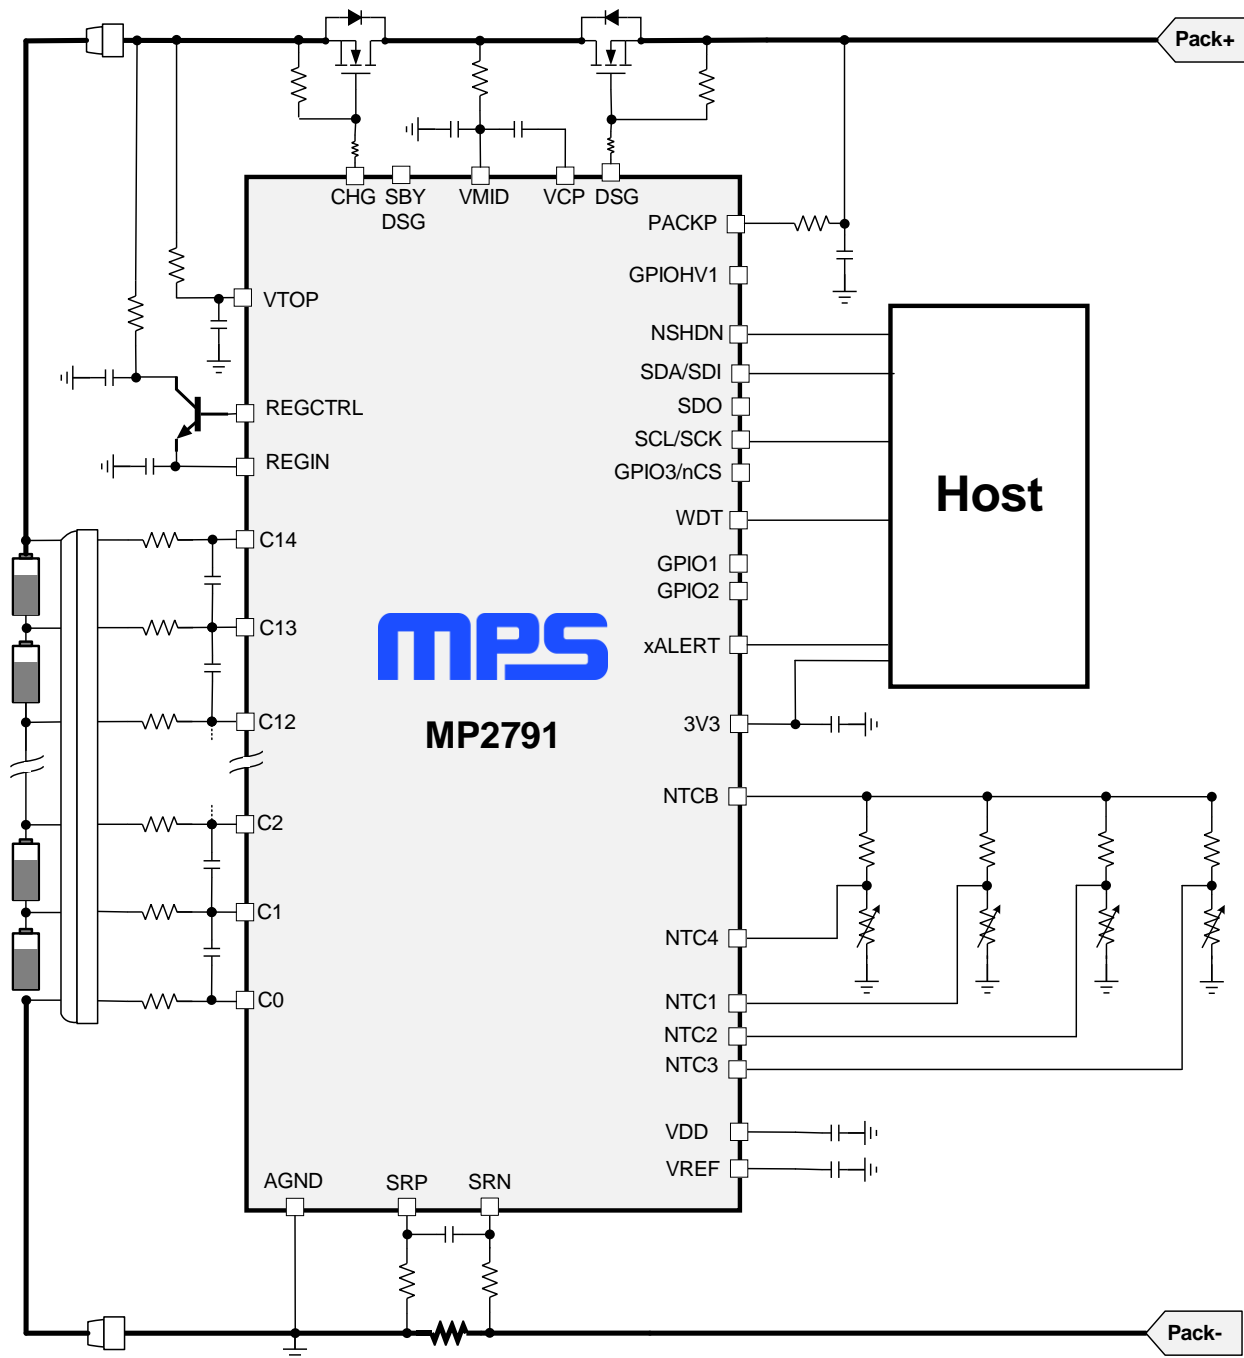 Pack+
CHG
SBY
DSG
VMID
VCP
DSG
PACKP
GPIOHV1
VTOP
NSHDN
SDA/SDI
SDO
REGCTRL
SCL/SCK
REGIN
GPIO3/nCS
Host
WDT
C14
GPIO1
GPIO2
C13
mps
xALERT
C12
MP2791
3V3
NTCB
C2
C1
NTC4
C0
NTC1
NTC2
NTC3
VDD
VREF
AGND
SRP
SRN
Pack-